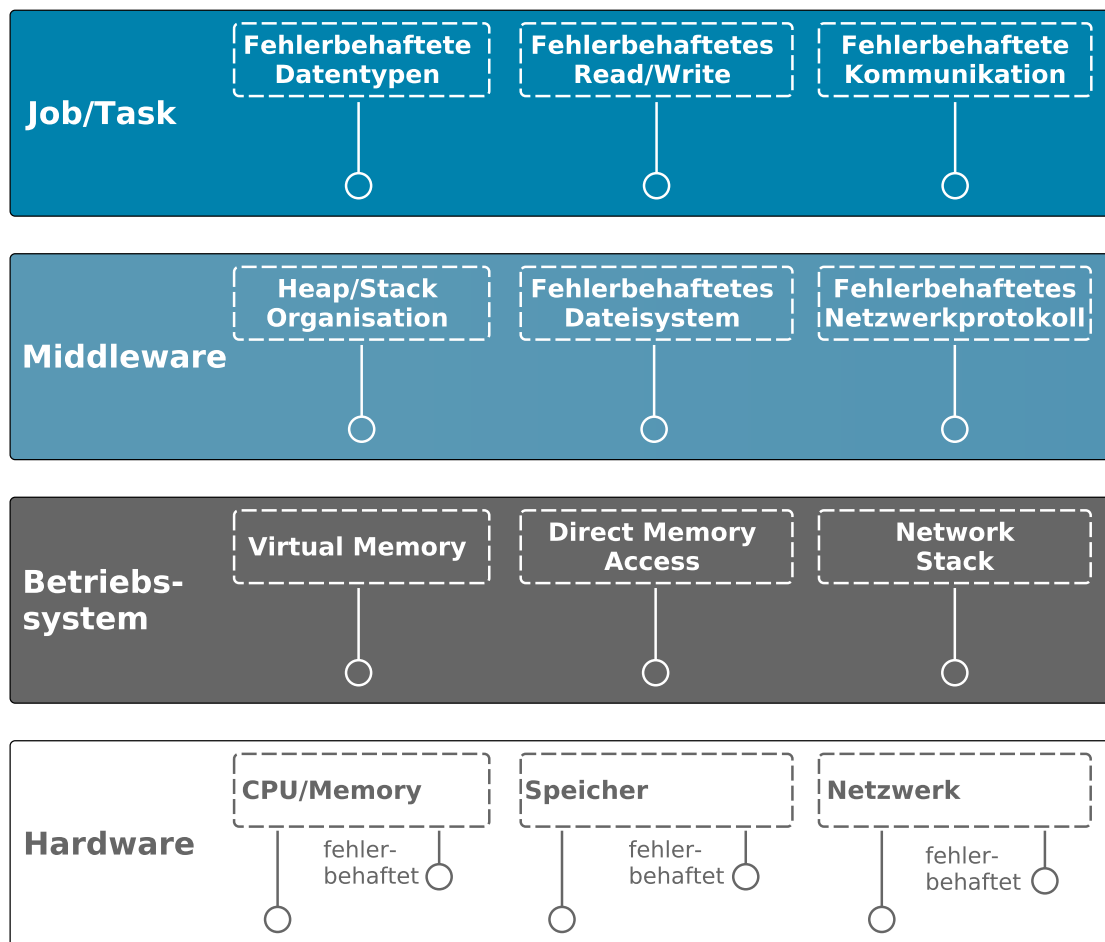 Job/Task
Fehlerbehaftete
Datentypen
Fehlerbehaftetes
Read/Write
Fehlerbehaftete
Kommunikation
Middleware
Heap/Stack
Organisation
Fehlerbehaftetes
Dateisystem
Fehlerbehaftetes
Netzwerkprotokoll
Betriebs-
system
Virtual Memory
Direct Memory
Access
Network
Stack
Hardware
CPU/Memory
fehler-
behaftet
Speicher
fehler-
behaftet
Netzwerk
fehler-
behaftet